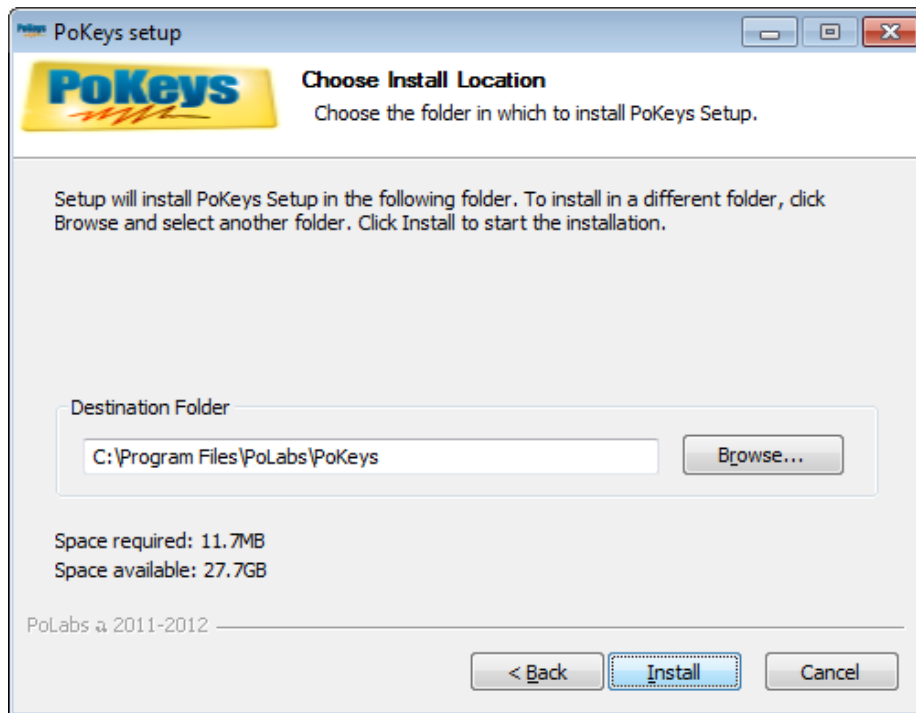 PoKeys setup
PoKeys
Choose Install Location
Choose the folder in which to install PoKeys Setup.
Setup will install PoKeys Setup in the following folder. To install in a different folder, click
Browse and select another folder. Click Install to start the installation.
Destination Folder
C:\Program Files\PoLabs\PoKeys
Browse...
Space required: 11.7MB
Space available: 27.7GB
PoLabs a 2011-2012
< Back
Install
Cancel